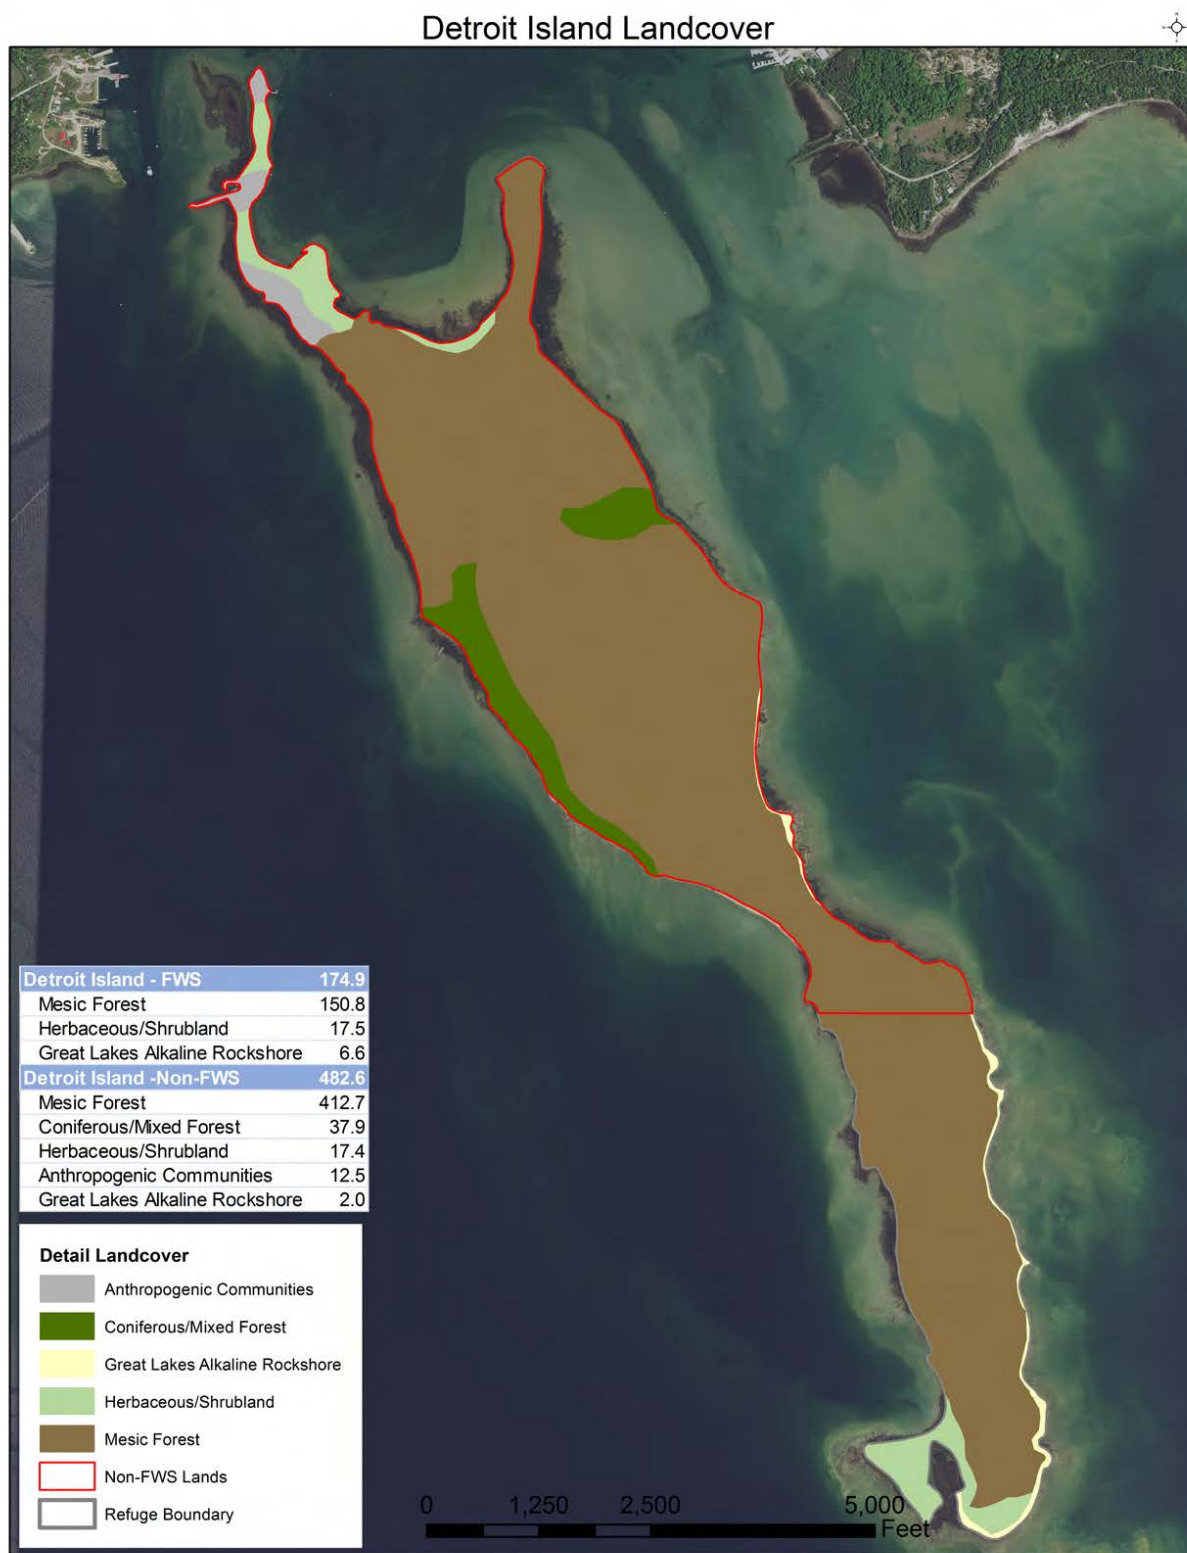 Detroit Island Landcover
Detroit Island - FWS 174.9
Mesic Forest 150.8
Herbaceous/Shrubland 17.5
Great Lakes Alkaline Rockshore 6.6
Detroit Island -Non-FWS 482.6
Mesic Forest 412.7
Coniferous/Mixed Forest 37.9
Herbaceous/Shrubland 17.4
Anthropogenic Communities 12.5
Great Lakes Alkaline Rockshore 2.0
Detail Landcover
Anthropogenic Communities
Coniferous/Mixed Forest
Great Lakes Alkaline Rockshore
Herbaceous/Shrubland
Mesic Forest
Non-FWS Lands
Refuge Boundary
0 1,250 2,500 5,000
Feet